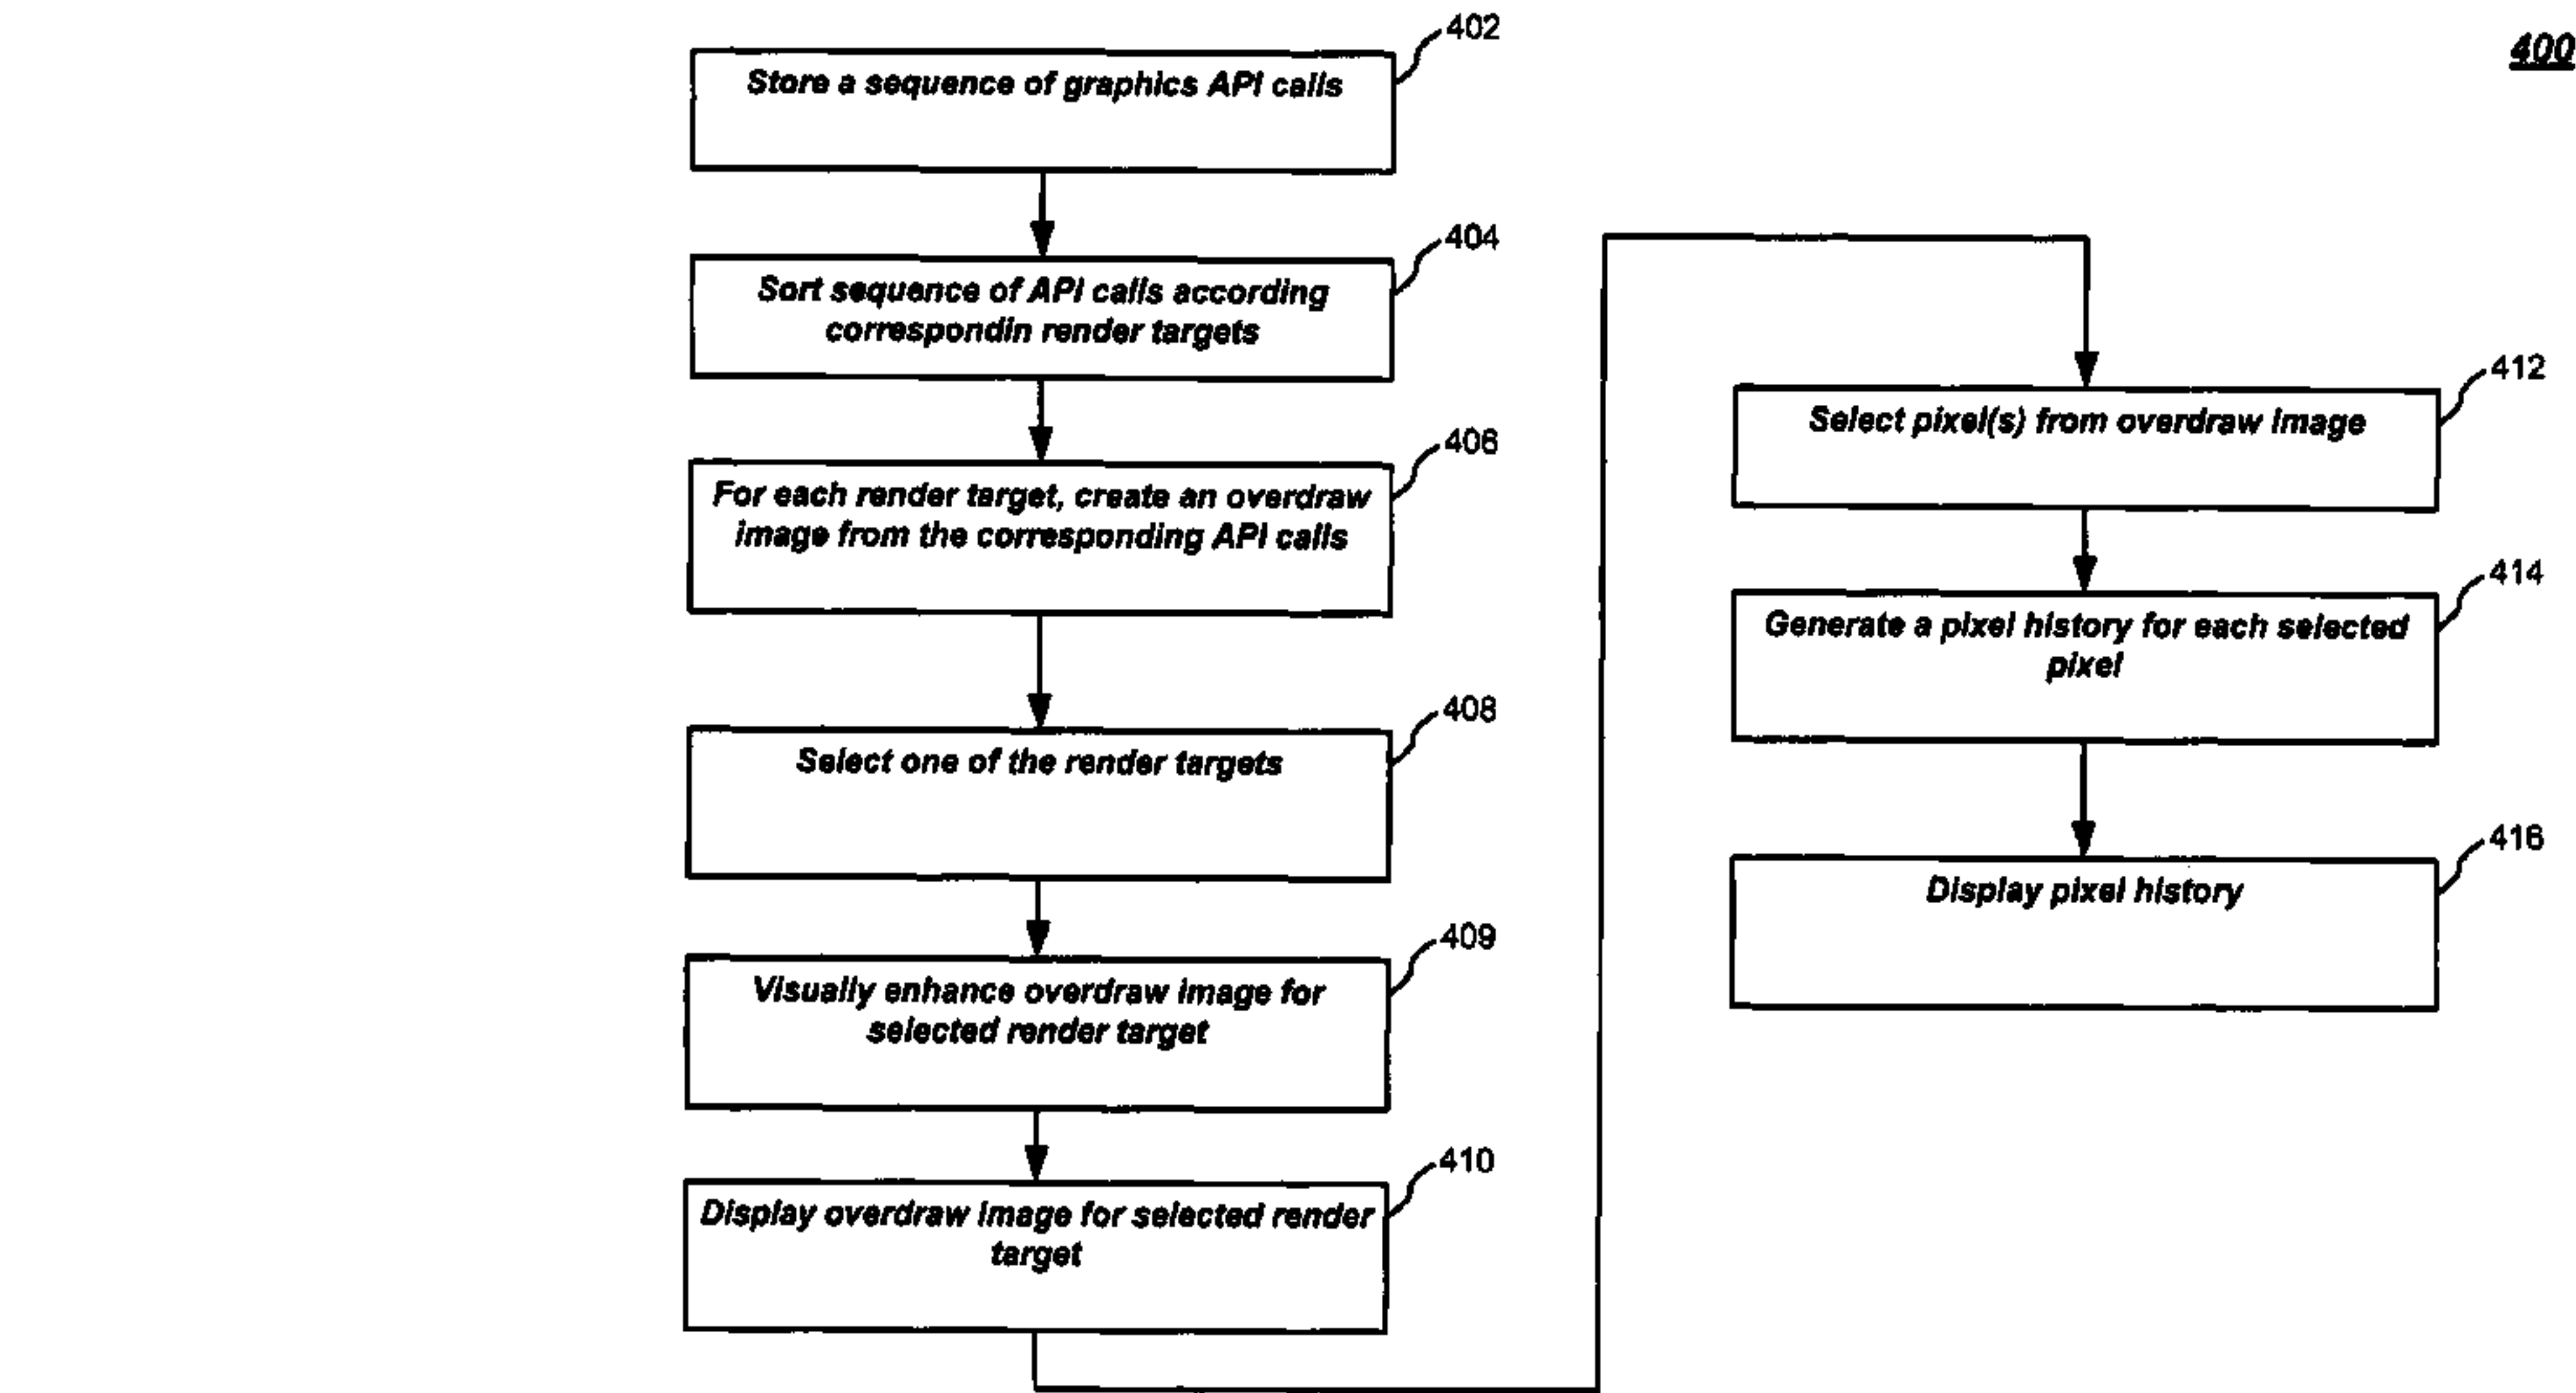 400
402
Store a sequence of graphics API calls
404
Sort sequence of API calls according
correspondin render targets
406
For each render target, create an overdraw
image from the corresponding API calls
408
Select one of the render targets
409
Visually enhance overdraw image for
selected render target
410
Display overdraw image for selected render
target
412
Select pixel(s) from overdraw image
414
Generate a pixel history for each selected
pixel
416
Display pixel history